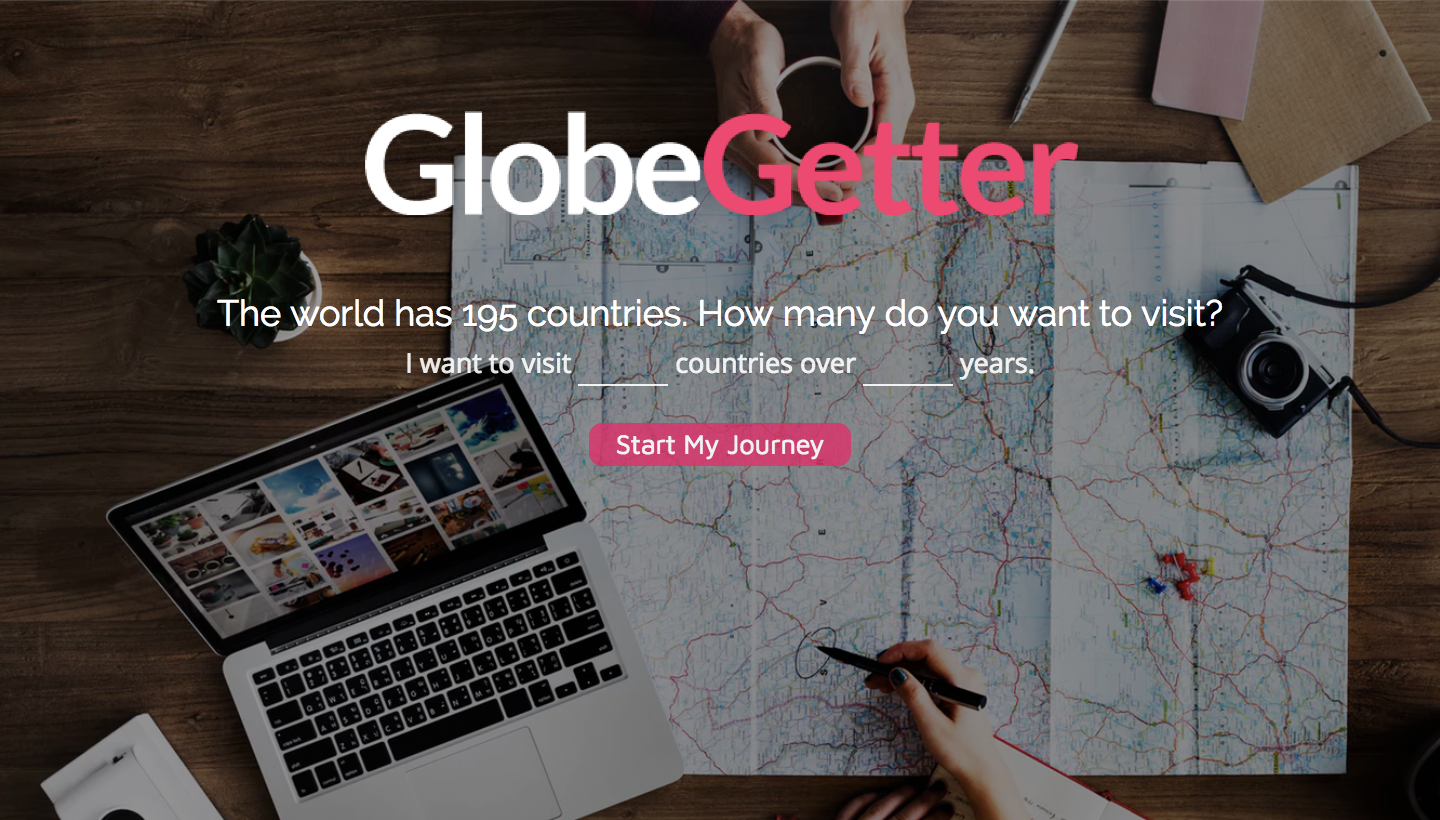 GlobeGetter
The world has 195 countries. How many do you want to visit?
I want to visit ______ countries over ______ years.
Start My Journey